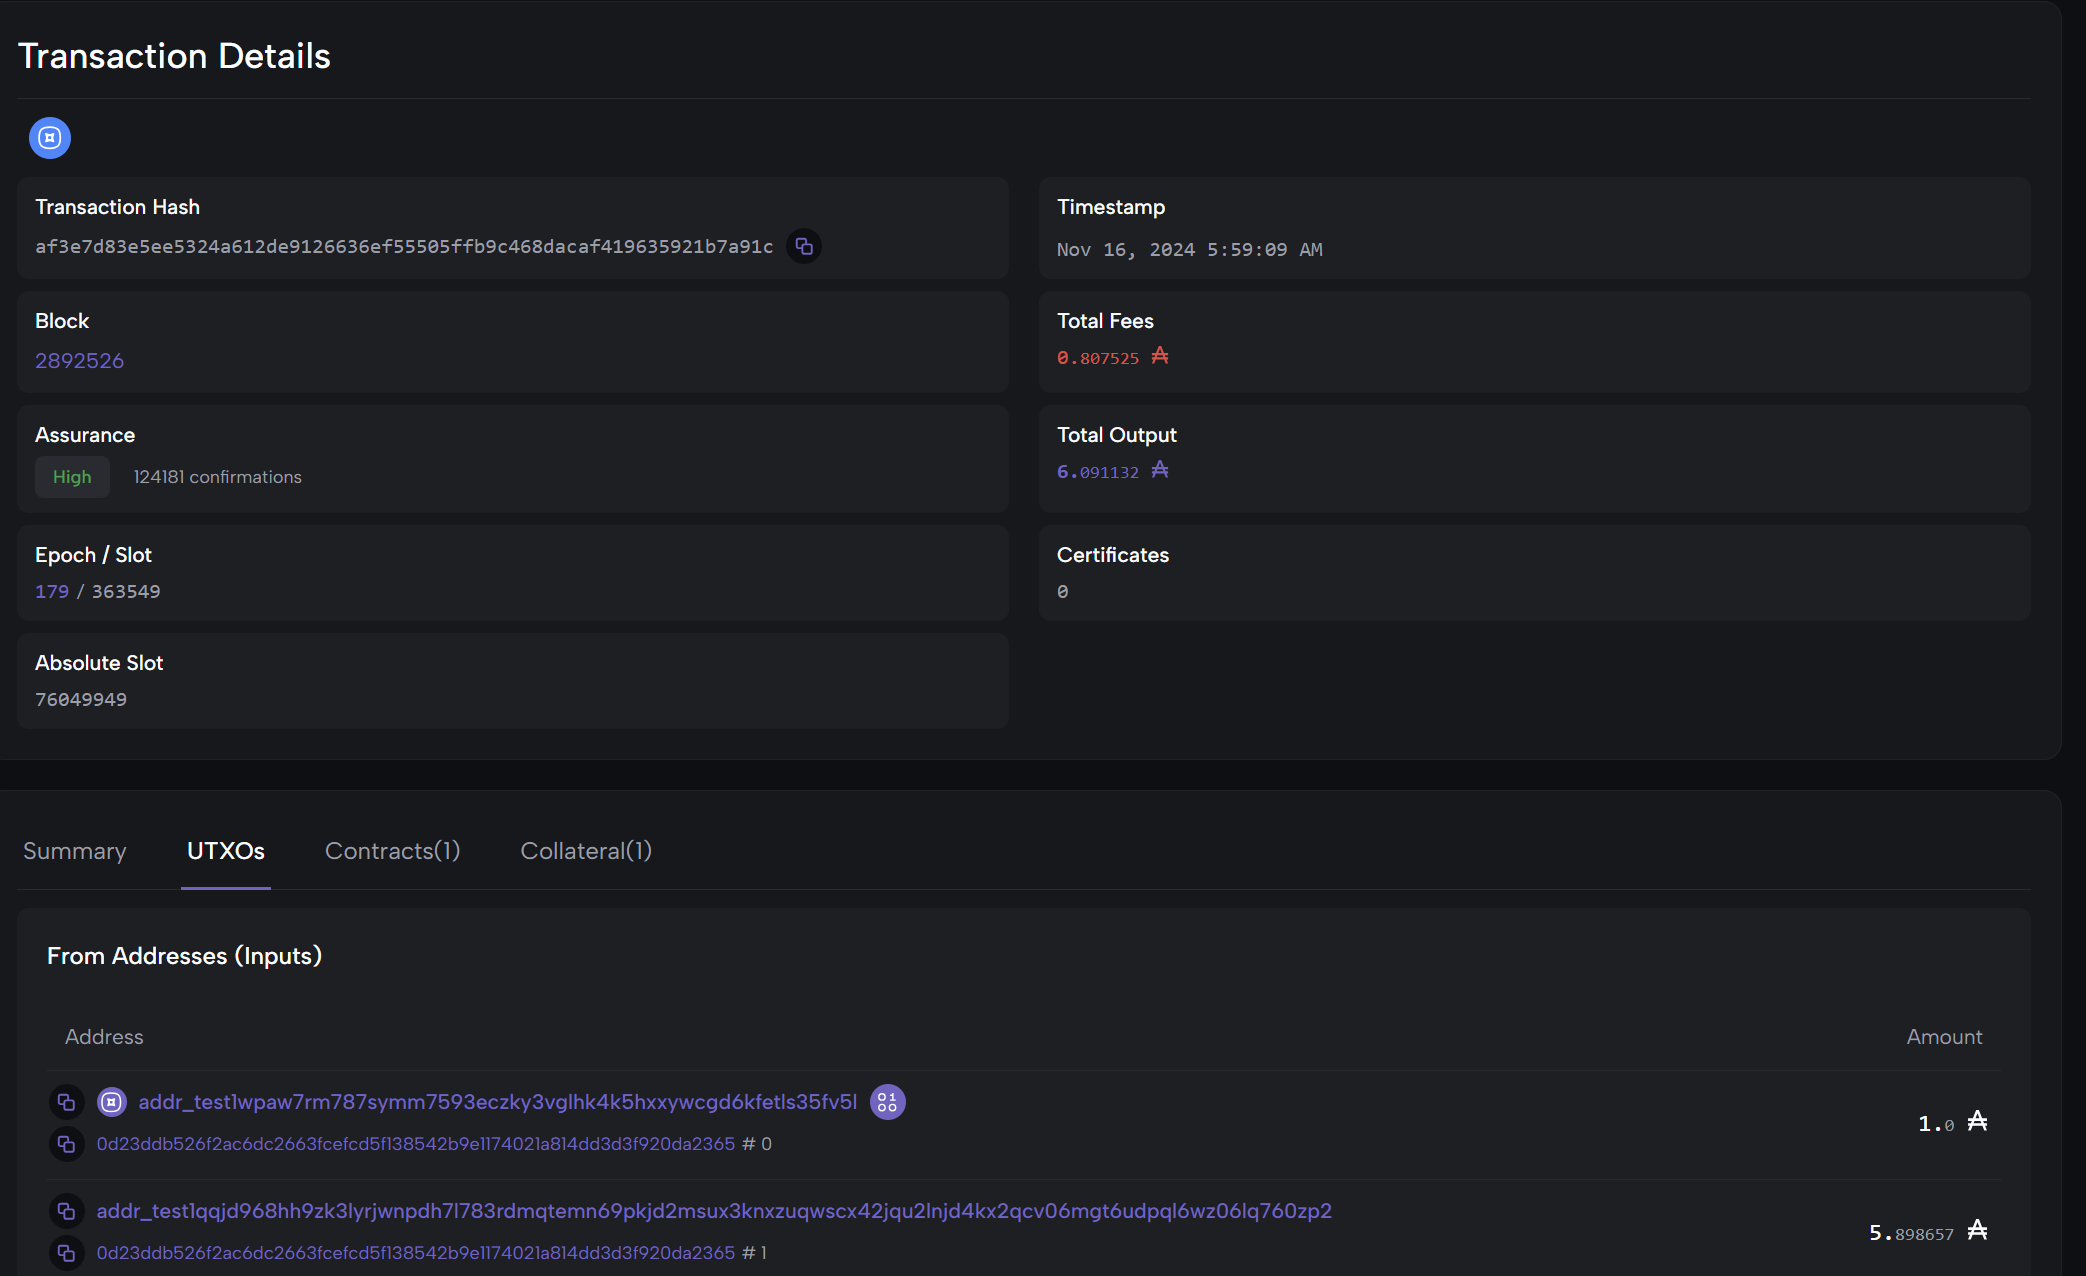 Transaction Details
Transaction Hash
af3e7d83e5ee5324a612de9126636ef55505ffb9c468dacaf419635921b7a91c
Timestamp
Nov 16, 2024 5:59:09 AM
Block
2892526
Total Fees
0.807525 ₳
Assurance
High 124181 confirmations
Total Output
6.091132 ₳
Epoch / Slot
179 / 363549
Certificates
0
Absolute Slot
76049949
Summary UTXOs Contracts(1) Collateral(1)
From Addresses (Inputs)
Address Amount
addr_test1wpaw7rm787symm7593eczky3vglhk4k5hxxywcgd6kfetls35fv5l
1.0 ₳
0d23ddb526f2ac6dc2663fcefcd5f138542b9e1174021a814dd3d3f920da2365 # 0
addr_test1qqjd968hh9zk3lyrjwnpdh7l783rdmqtemn69pkjd2msux3knxzuqwscx42jqu2lnjd4kx2qcv06mgt6udpql6wz06lq760zp2
5.898657 ₳
0d23ddb526f2ac6dc2663fcefcd5f138542b9e1174021a814dd3d3f920da2365 # 1